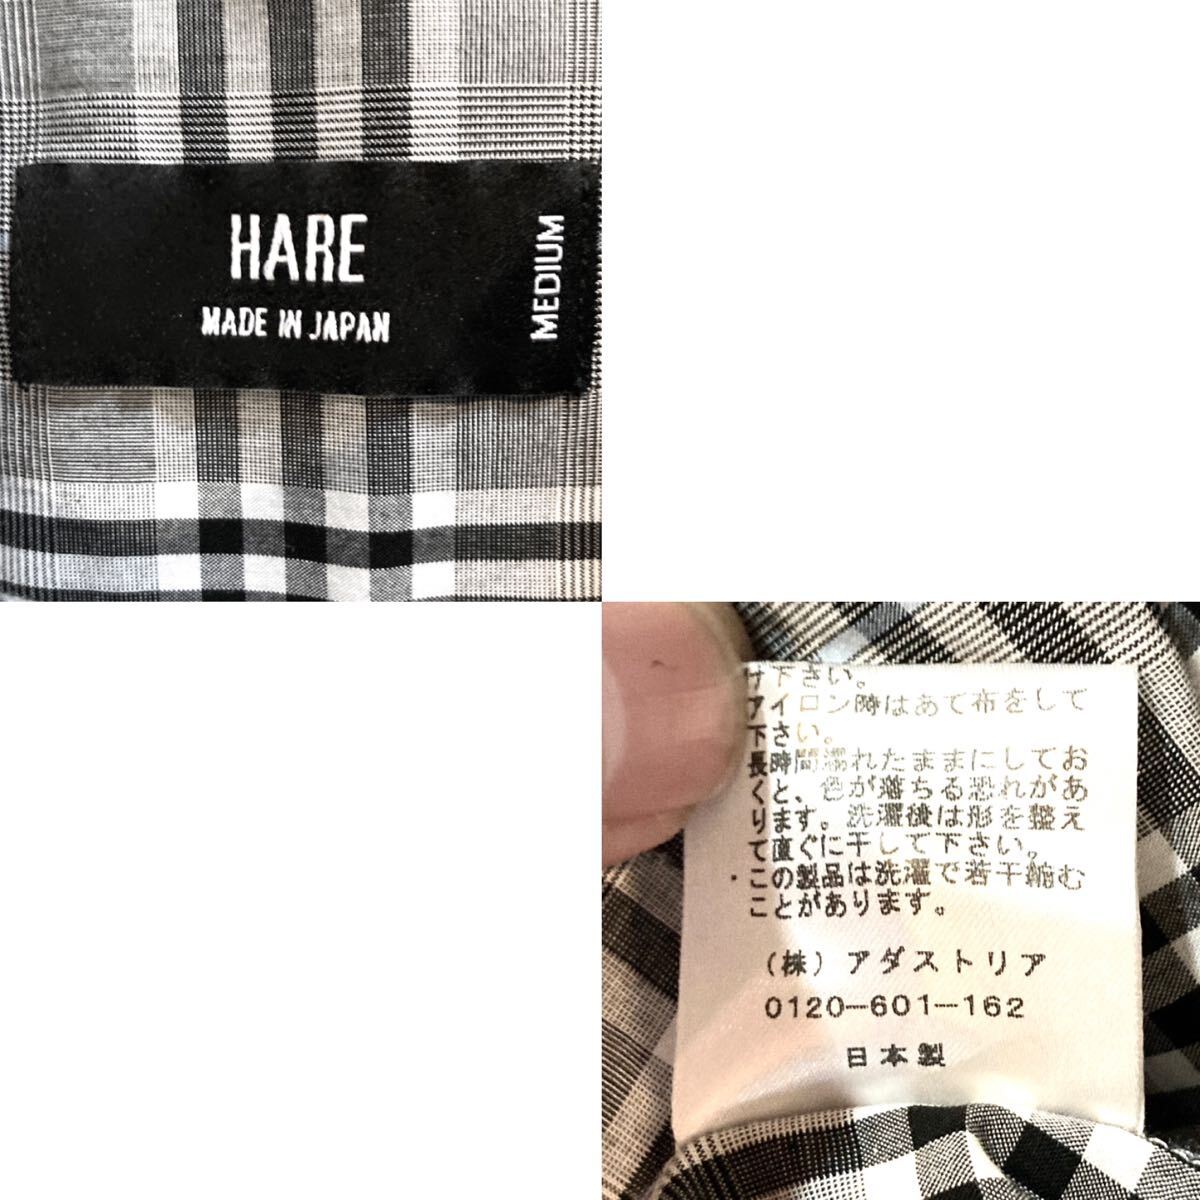 HARE
MADE IN JAPAN
MEDIUM
け下さい。
アイロン時はあて布をして
下さい。
長時間濡れたままにしてお
くと、色が落ちる恐れがあ
ります。洗濯後は形を整え
て直ぐに干して下さい。
・この製品は洗濯で若干縮む
ことがあります。
(株)アダストリア
0120-601-162
日本製